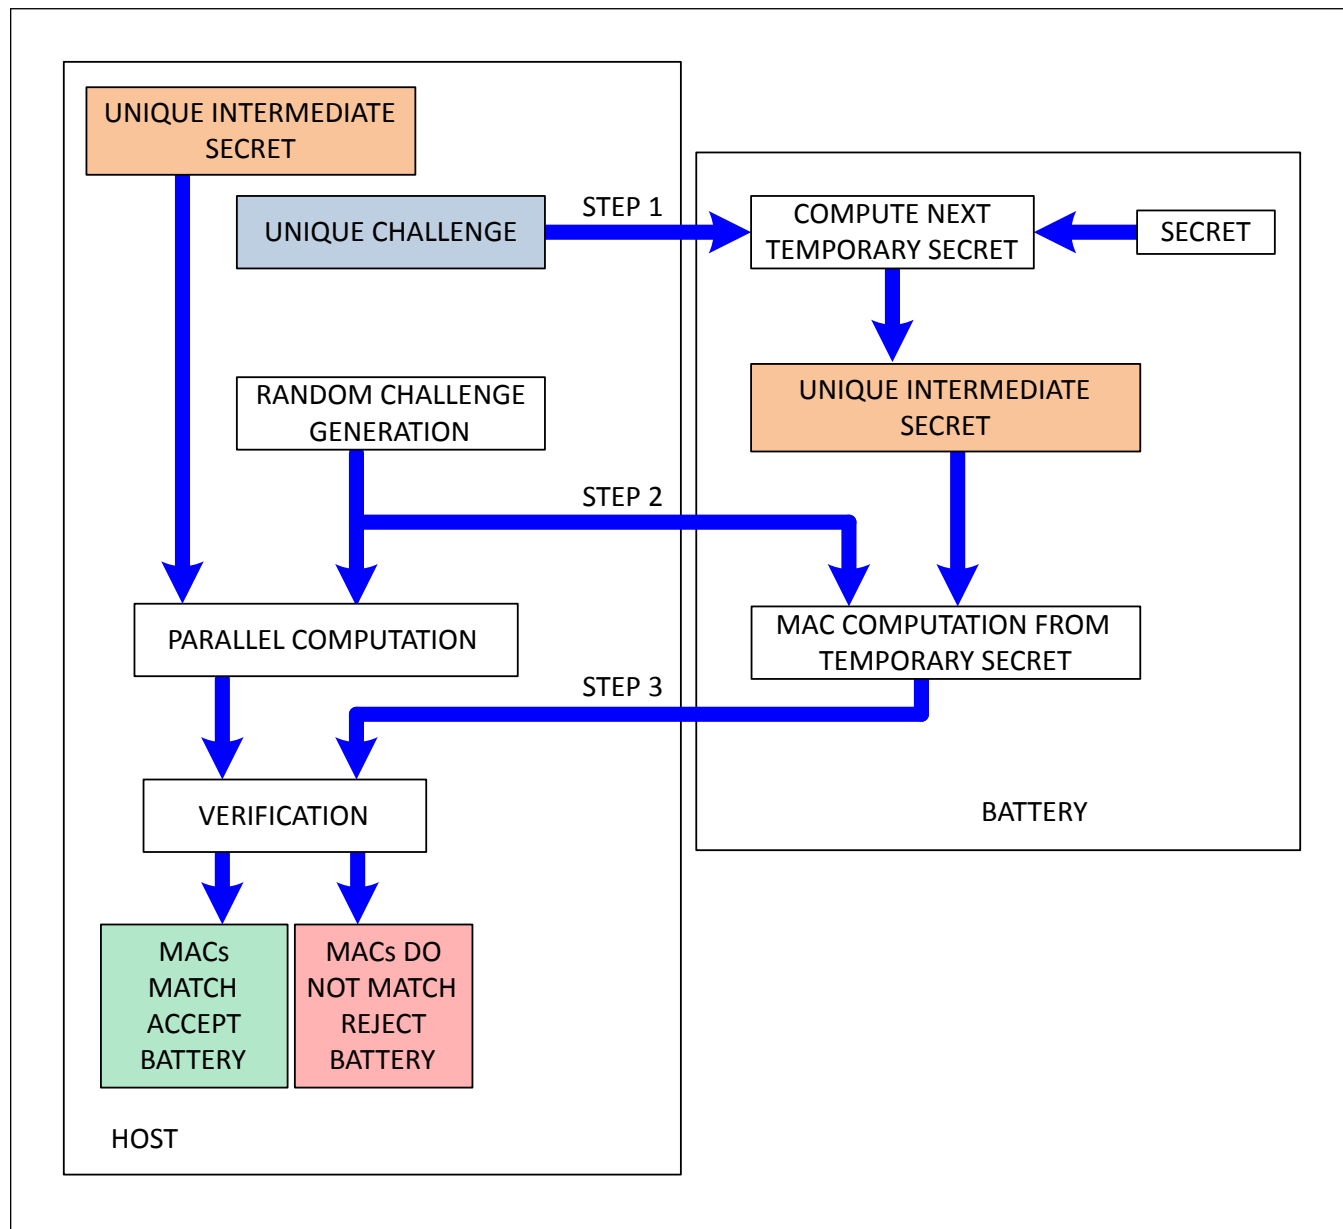 UNIQUE INTERMEDIATE
SECRET
UNIQUE CHALLENGE
STEP 1
COMPUTE NEXT
TEMPORARY SECRET
SECRET
RANDOM CHALLENGE
GENERATION
UNIQUE INTERMEDIATE
SECRET
STEP 2
PARALLEL COMPUTATION
MAC COMPUTATION FROM
TEMPORARY SECRET
STEP 3
VERIFICATION
BATTERY
MACs
MATCH
ACCEPT
BATTERY
MACs DO
NOT MATCH
REJECT
BATTERY
HOST